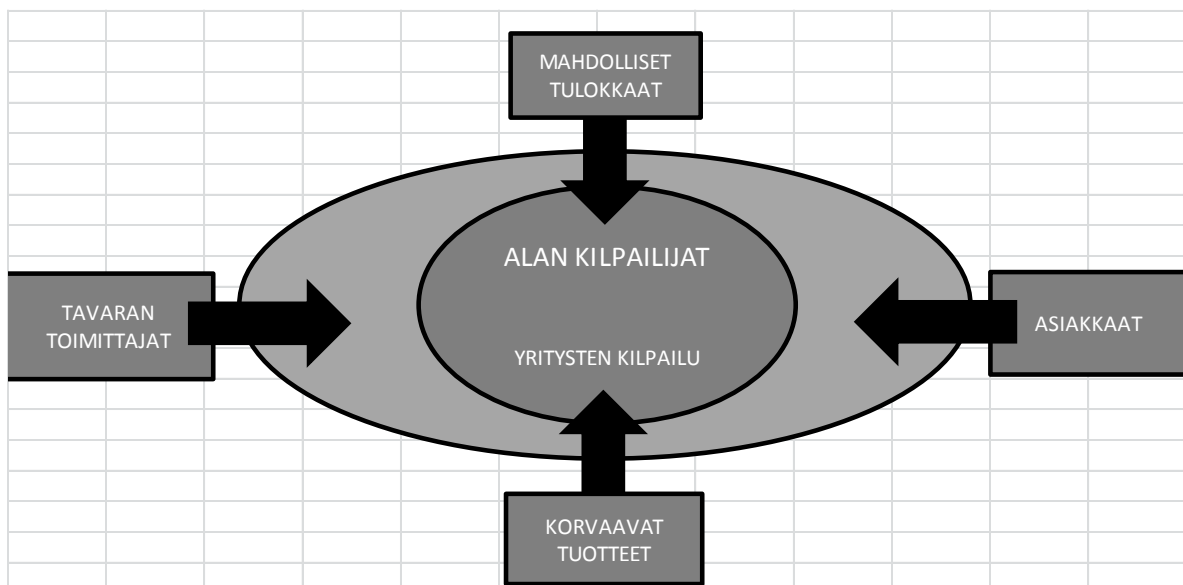 MAHDOLLISET
TULOKKAAT
ALAN KILPAILIJAT
TAVARAN
TOIMITTAJAT
ASIAKKAAT
YRITYSTEN KILPAILU
KORVAAVAT
TUOTTEET